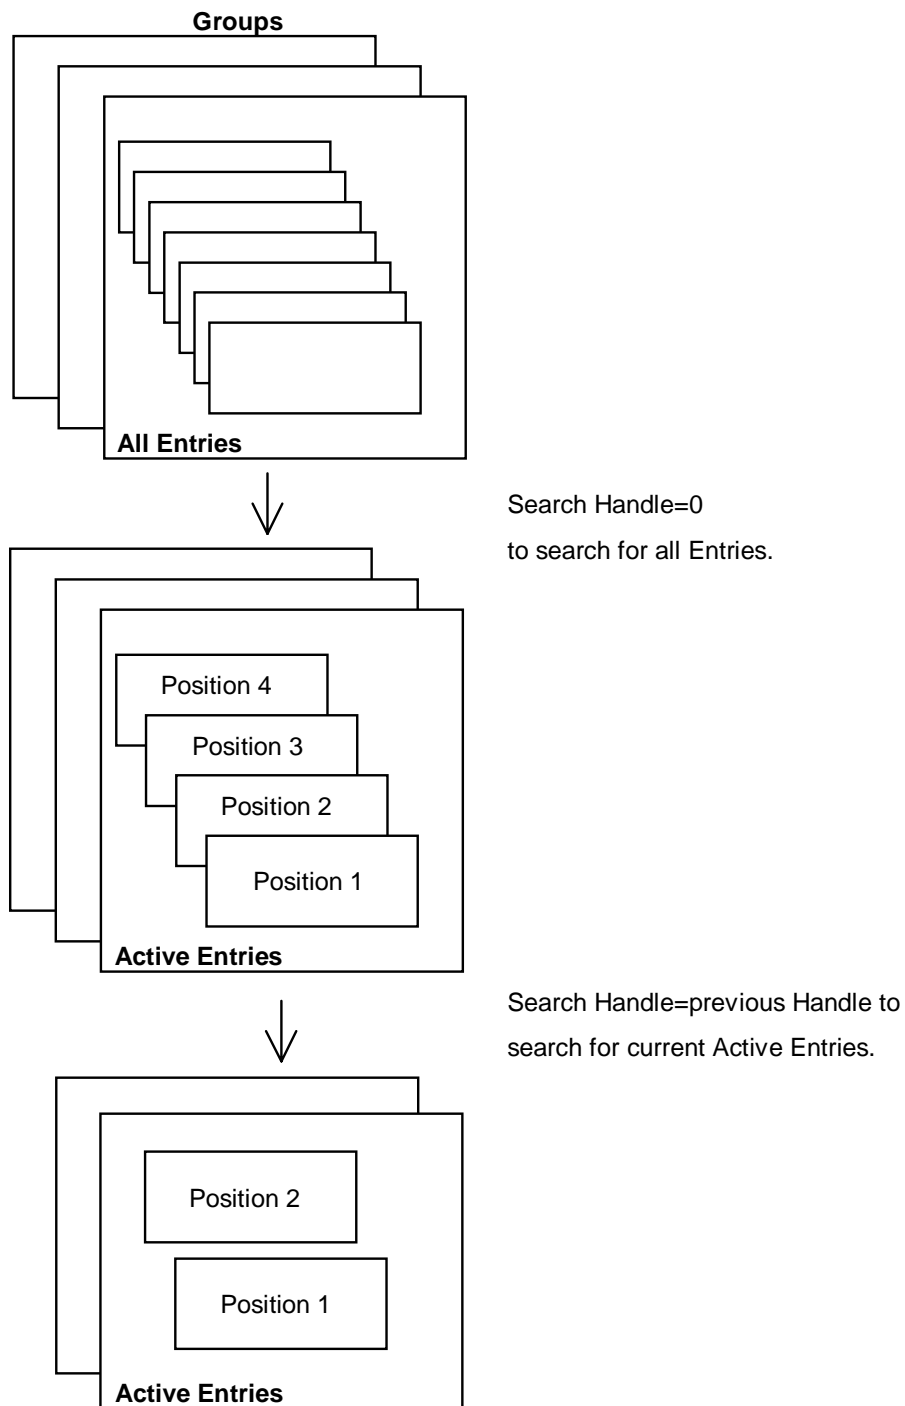 Groups
All Entries
Search Handle=0
to search for all Entries.
Position 4
Position 3
Position 2
Position 1
Active Entries
Search Handle=previous Handle to
search for current Active Entries.
Position 2
Position 1
Active Entries